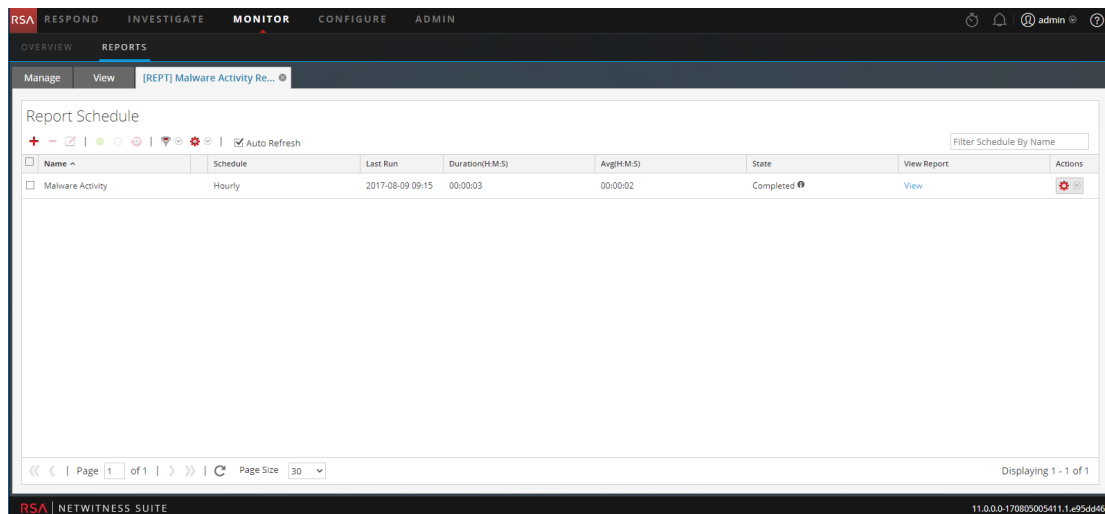 RSA RESPOND INVESTIGATE MONITOR CONFIGURE ADMIN admin
OVERVIEW REPORTS
Manage View [REPT] Malware Activity Re...
Report Schedule
Auto Refresh Filter Schedule By Name
Name Schedule Last Run Duration(H:M:S) Avg(H:M:S) State View Report Actions
Malware Activity Hourly 2017-08-09 09:15 00:00:03 00:00:02 Completed View
Page 1 of 1 Page Size 30 Displaying 1 - 1 of 1
RSA NETWITNESS SUITE 11.0.0.0-170805005411.1.e95dd46